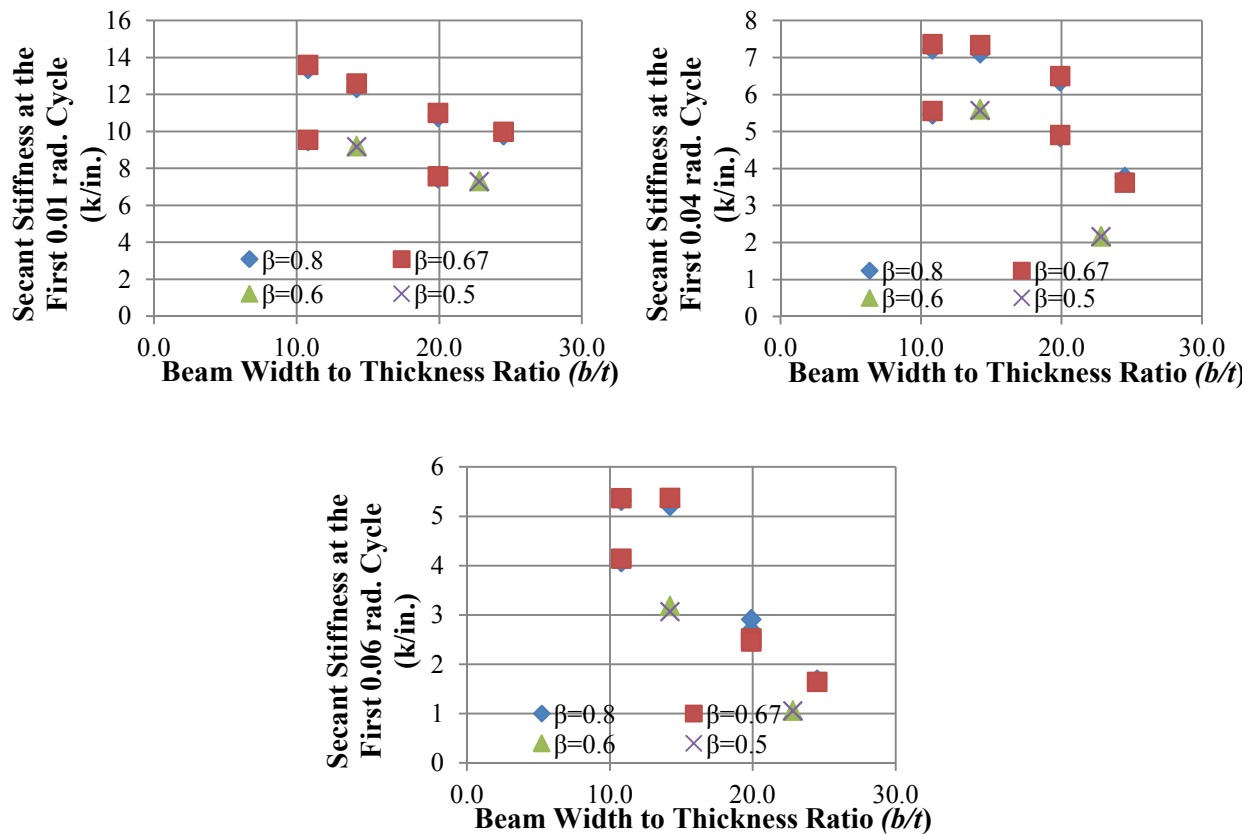 Secant Stiffness at the
First 0.01 rad. Cycle
(k/in.)
16
14
12
10
8
6
4
2
0
β=0.8
β=0.67
β=0.6
β=0.5
0.0
10.0
20.0
30.0
Beam Width to Thickness Ratio (b/t)
Secant Stiffness at the
First 0.04 rad. Cycle
(k/in.)
8
7
6
5
4
3
2
1
0
β=0.8
β=0.67
β=0.6
β=0.5
0.0
10.0
20.0
30.0
Beam Width to Thickness Ratio (b/t)
Secant Stiffness at the
First 0.06 rad. Cycle
(k/in.)
6
5
4
3
2
1
0
β=0.8
β=0.67
β=0.6
β=0.5
0.0
10.0
20.0
30.0
Beam Width to Thickness Ratio (b/t)